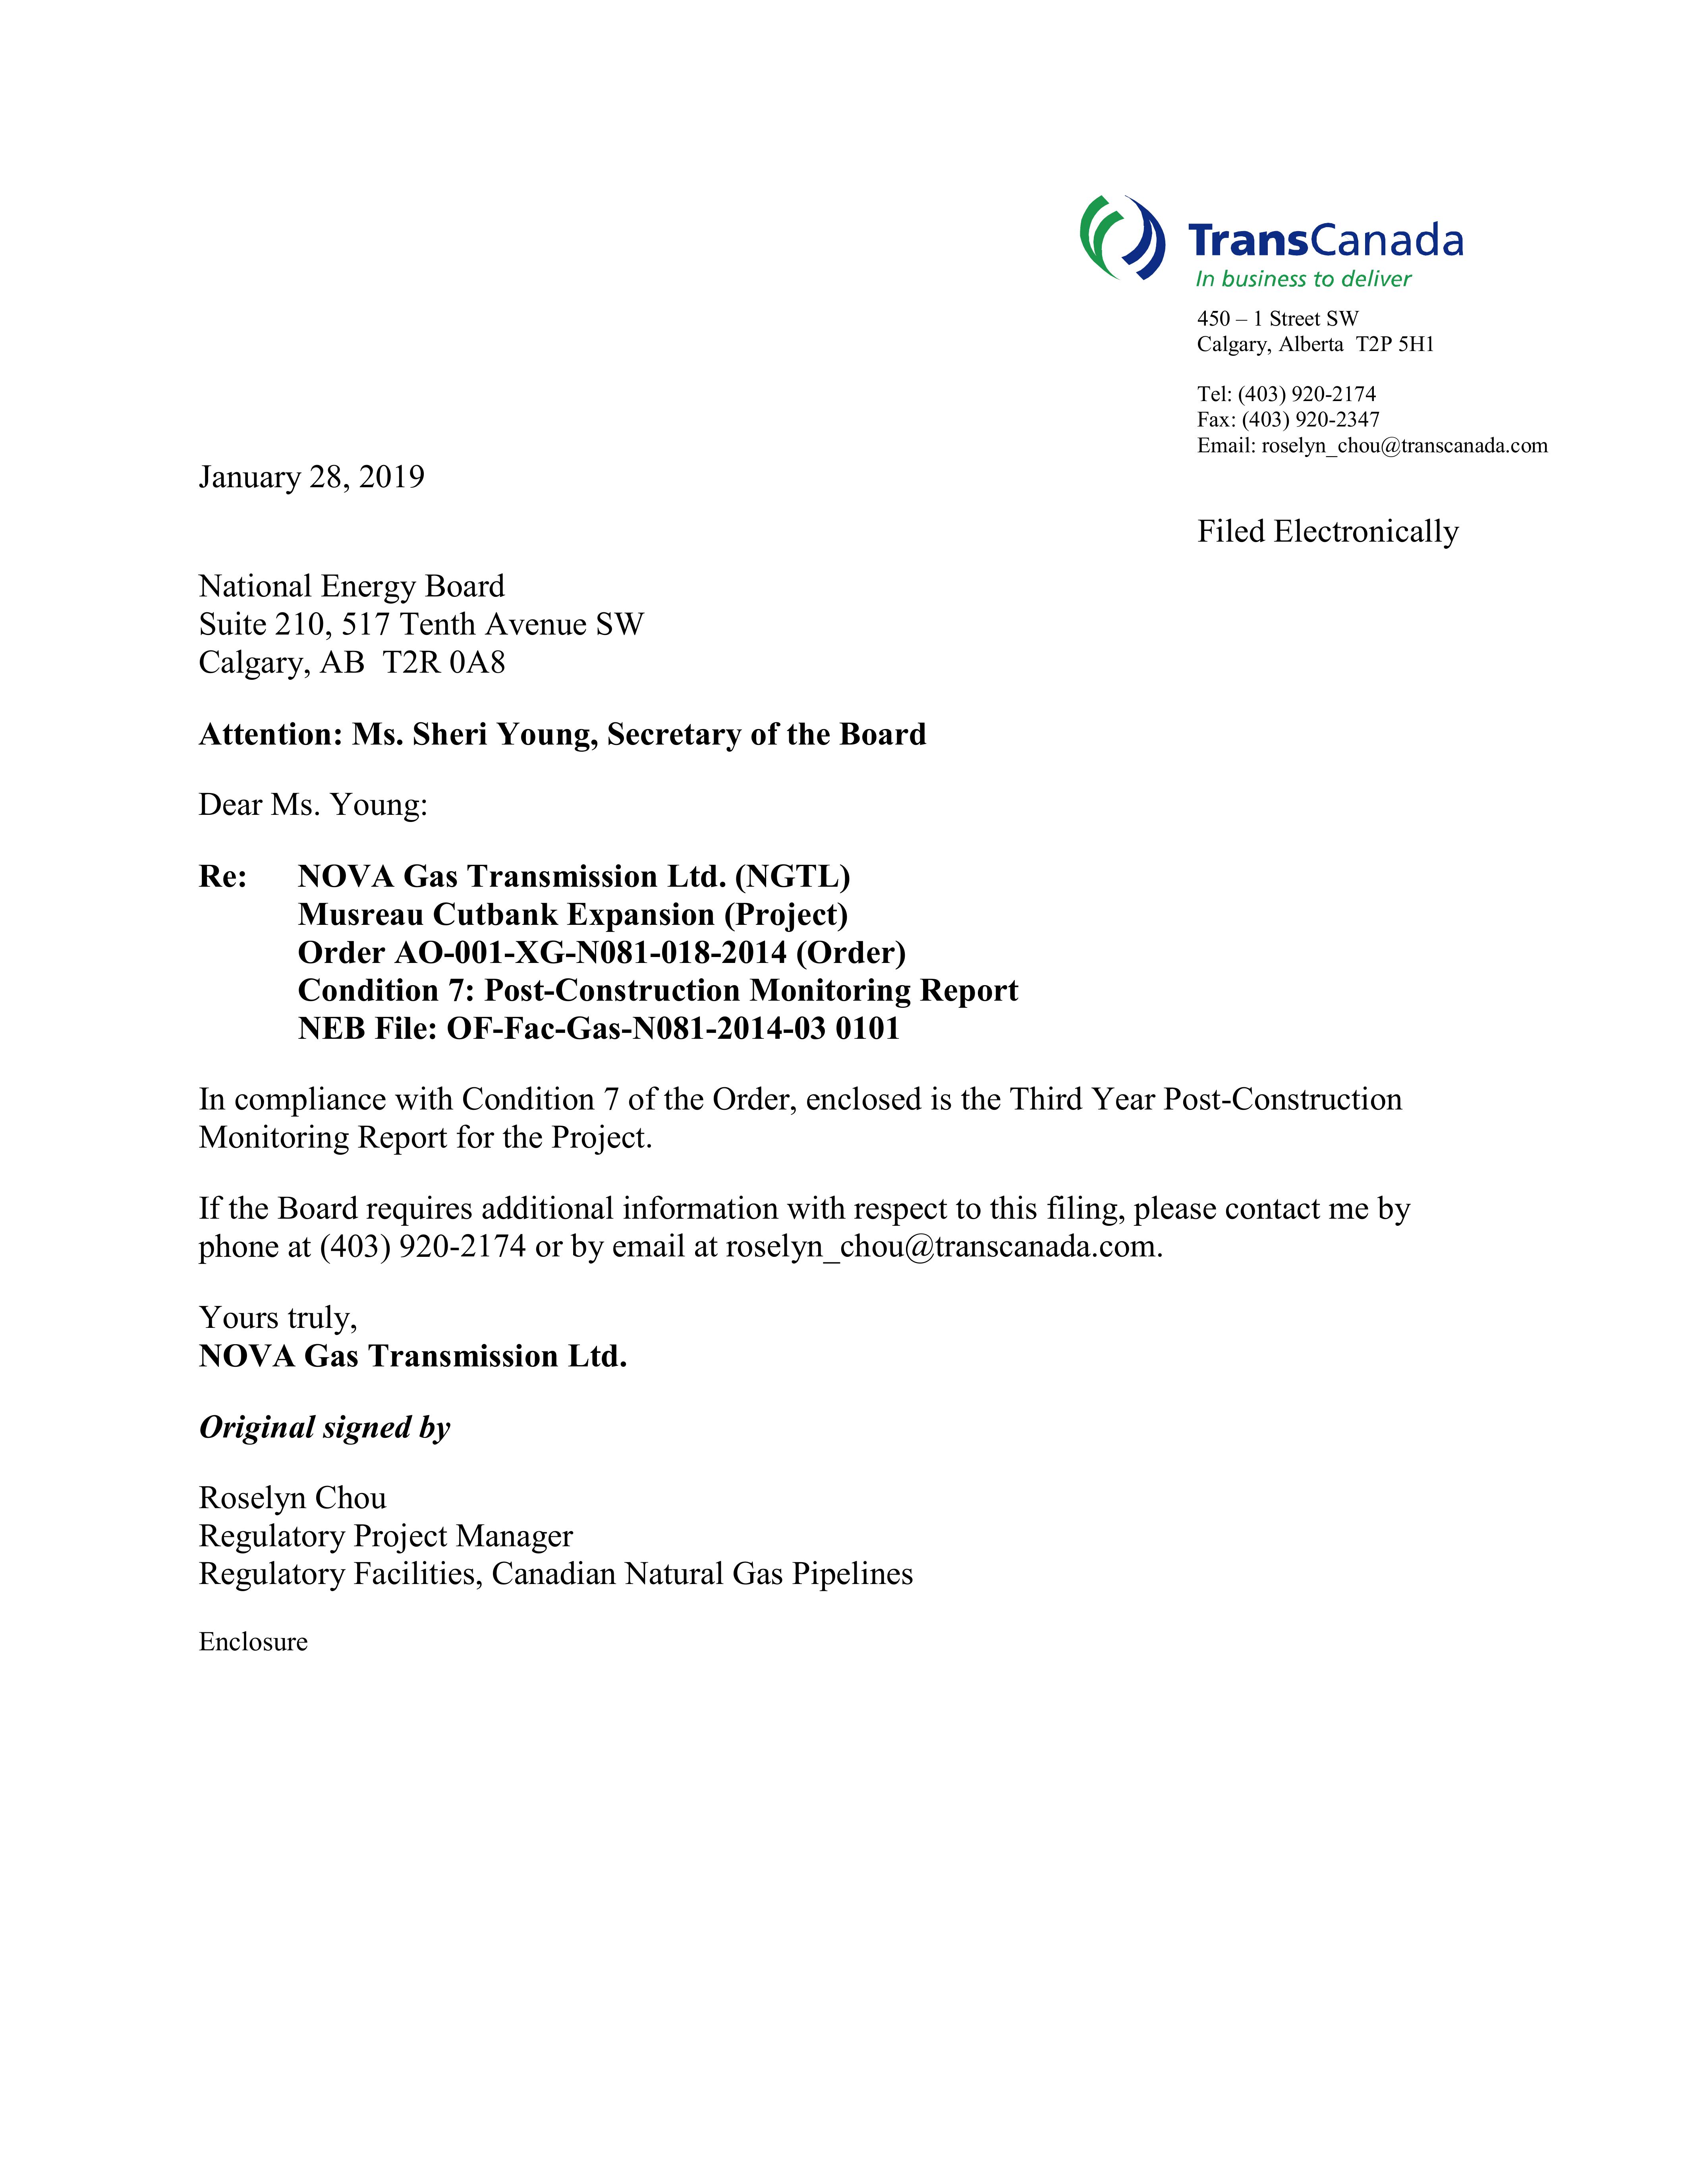 TransCanada
In business to deliver
450 – 1 Street SW
Calgary, Alberta  T2P 5H1
Tel: (403) 920-2174
Fax: (403) 920-2347
Email: roselyn_chou@transcanada.com
January 28, 2019
Filed Electronically
National Energy Board
Suite 210, 517 Tenth Avenue SW
Calgary, AB  T2R 0A8
Attention: Ms. Sheri Young, Secretary of the Board
Dear Ms. Young:
Re: NOVA Gas Transmission Ltd. (NGTL)
Musreau Cutbank Expansion (Project)
Order AO-001-XG-N081-018-2014 (Order)
Condition 7: Post-Construction Monitoring Report
NEB File: OF-Fac-Gas-N081-2014-03 0101
In compliance with Condition 7 of the Order, enclosed is the Third Year Post-Construction
Monitoring Report for the Project.
If the Board requires additional information with respect to this filing, please contact me by
phone at (403) 920-2174 or by email at roselyn_chou@transcanada.com.
Yours truly,
NOVA Gas Transmission Ltd.
Original signed by
Roselyn Chou
Regulatory Project Manager
Regulatory Facilities, Canadian Natural Gas Pipelines
Enclosure